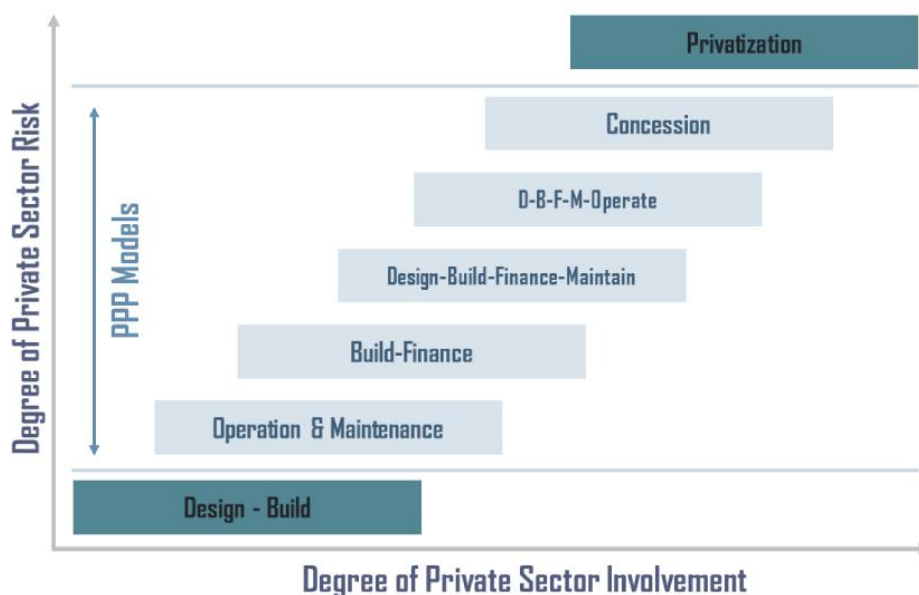 Privatization
Concession
D-B-F-M-Operate
Design-Build-Finance-Maintain
Build-Finance
Operation & Maintenance
Design - Build
PPP Models
Degree of Private Sector Risk
Degree of Private Sector Involvement